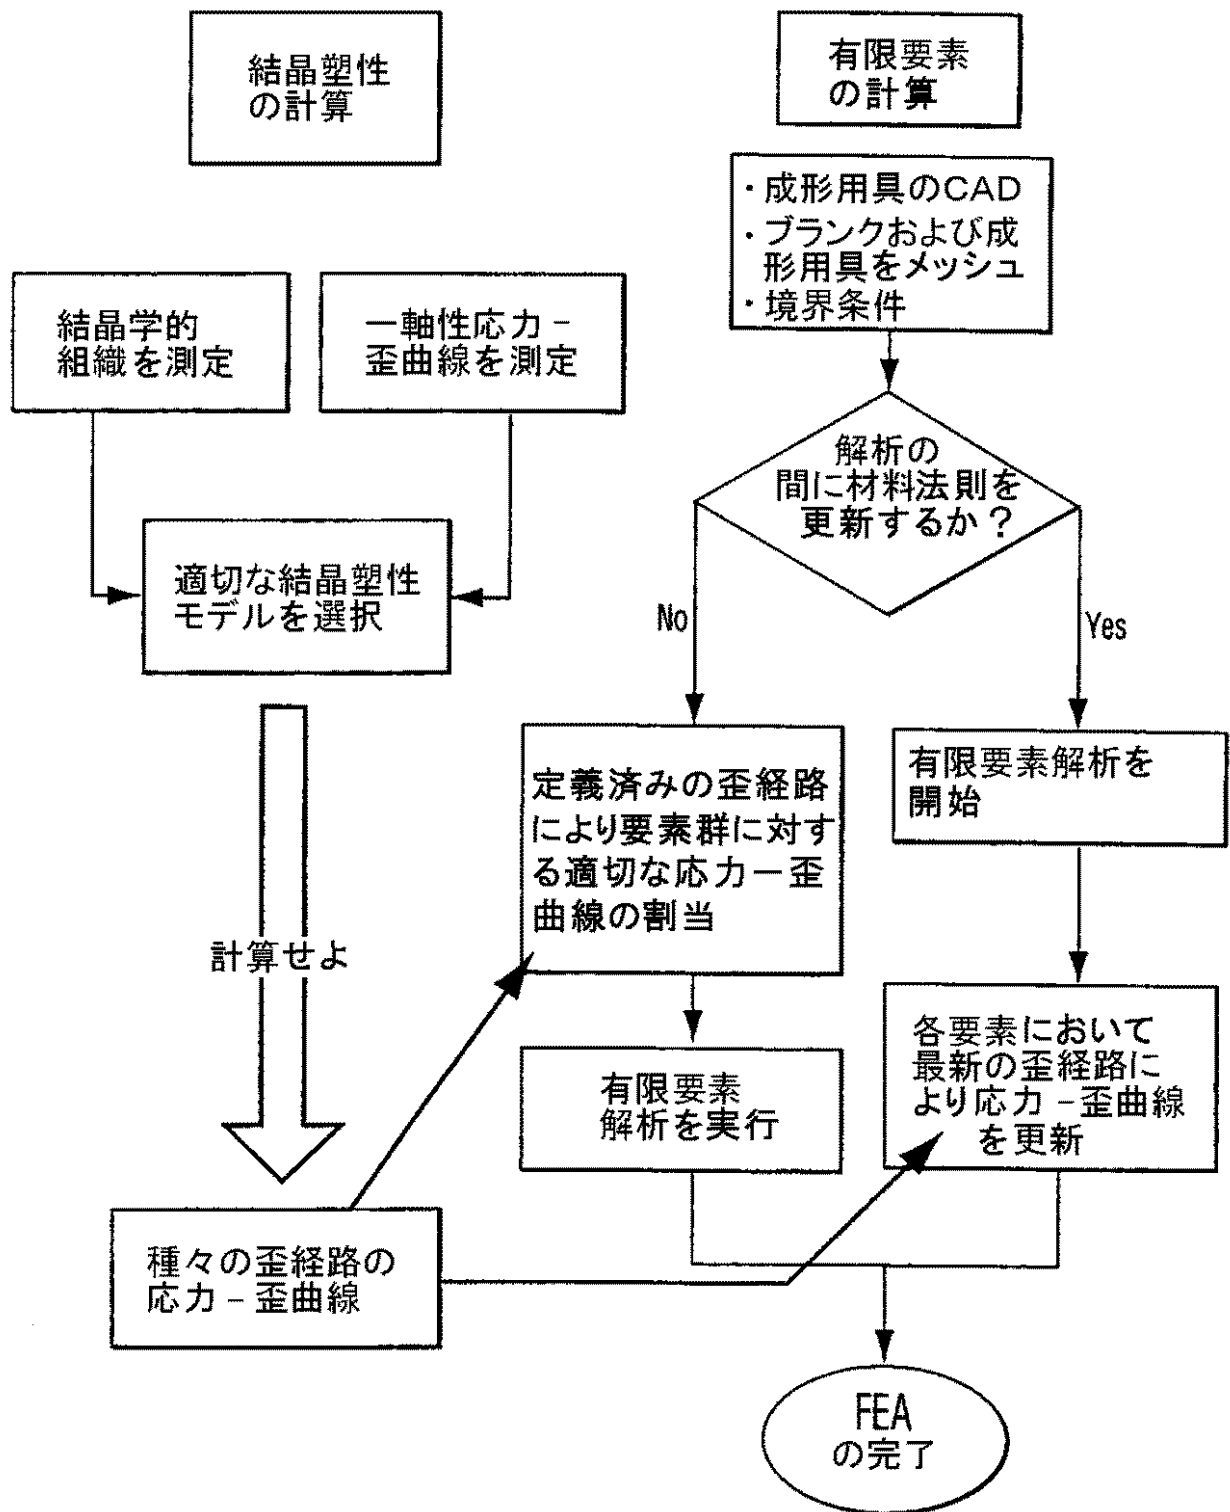 結晶塑性
の計算
有限要素
の計算
・成形用具のCAD
・ブランクおよび成
形用具をメッシュ
・境界条件
結晶学的
組織を測定
一軸性応力-
歪曲線を測定
解析の
間に材料法則を
更新するか？
適切な結晶塑性
モデルを選択
No
Yes
定義済みの歪経路
により要素群に対す
る適切な応力－歪
曲線の割当
有限要素解析を
開始
計算せよ
有限要素
解析を実行
各要素において
最新の歪経路に
より応力-歪曲線
を更新
種々の歪経路の
応力-歪曲線
FEA
の完了